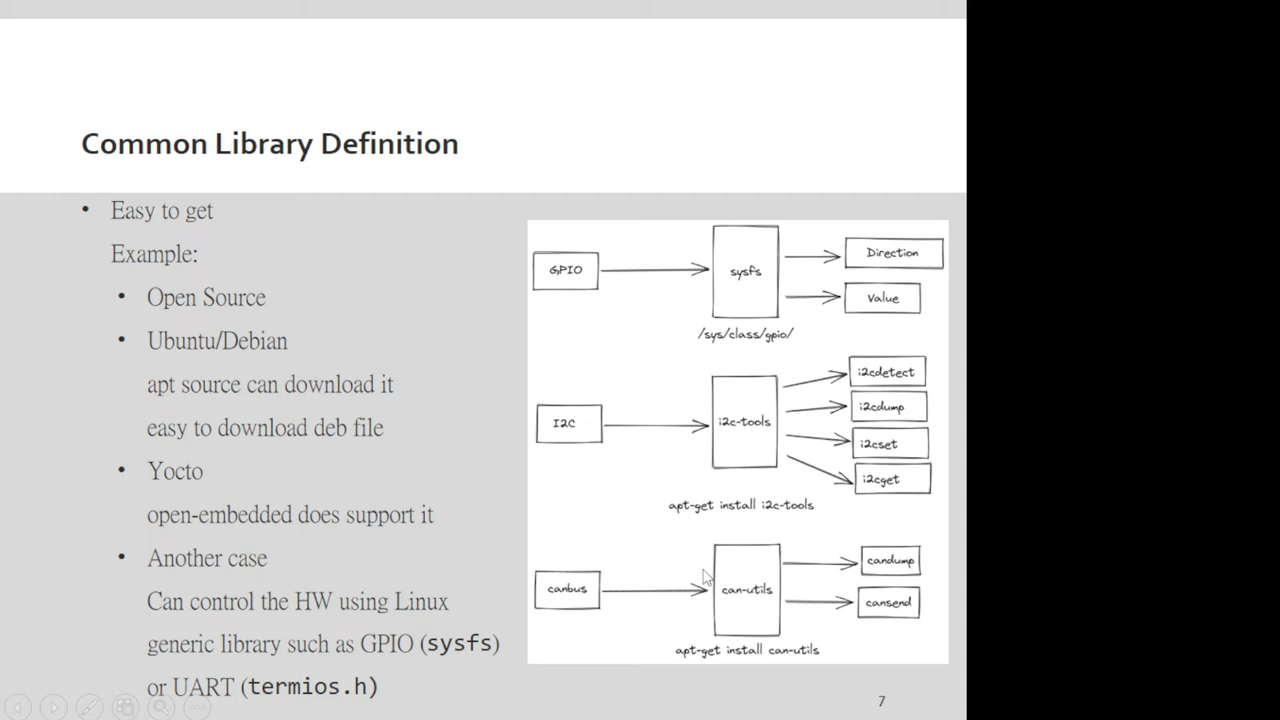 Common Library Definition
• Easy to get
Example:
• Open Source
• Ubuntu/Debian
apt source can download it
easy to download deb file
• Yocto
open-embedded does support it
• Another case
Can control the HW using Linux
generic library such as GPIO (sysfs)
or UART (termios.h)
GPIO
sysfs
Direction
Value
/sys/class/gpio/
I2C
i2c-tools
i2cdetect
i2cdump
i2cset
i2cget
apt-get install i2c-tools
canbus
can-utils
candump
cansend
apt-get install can-utils
7